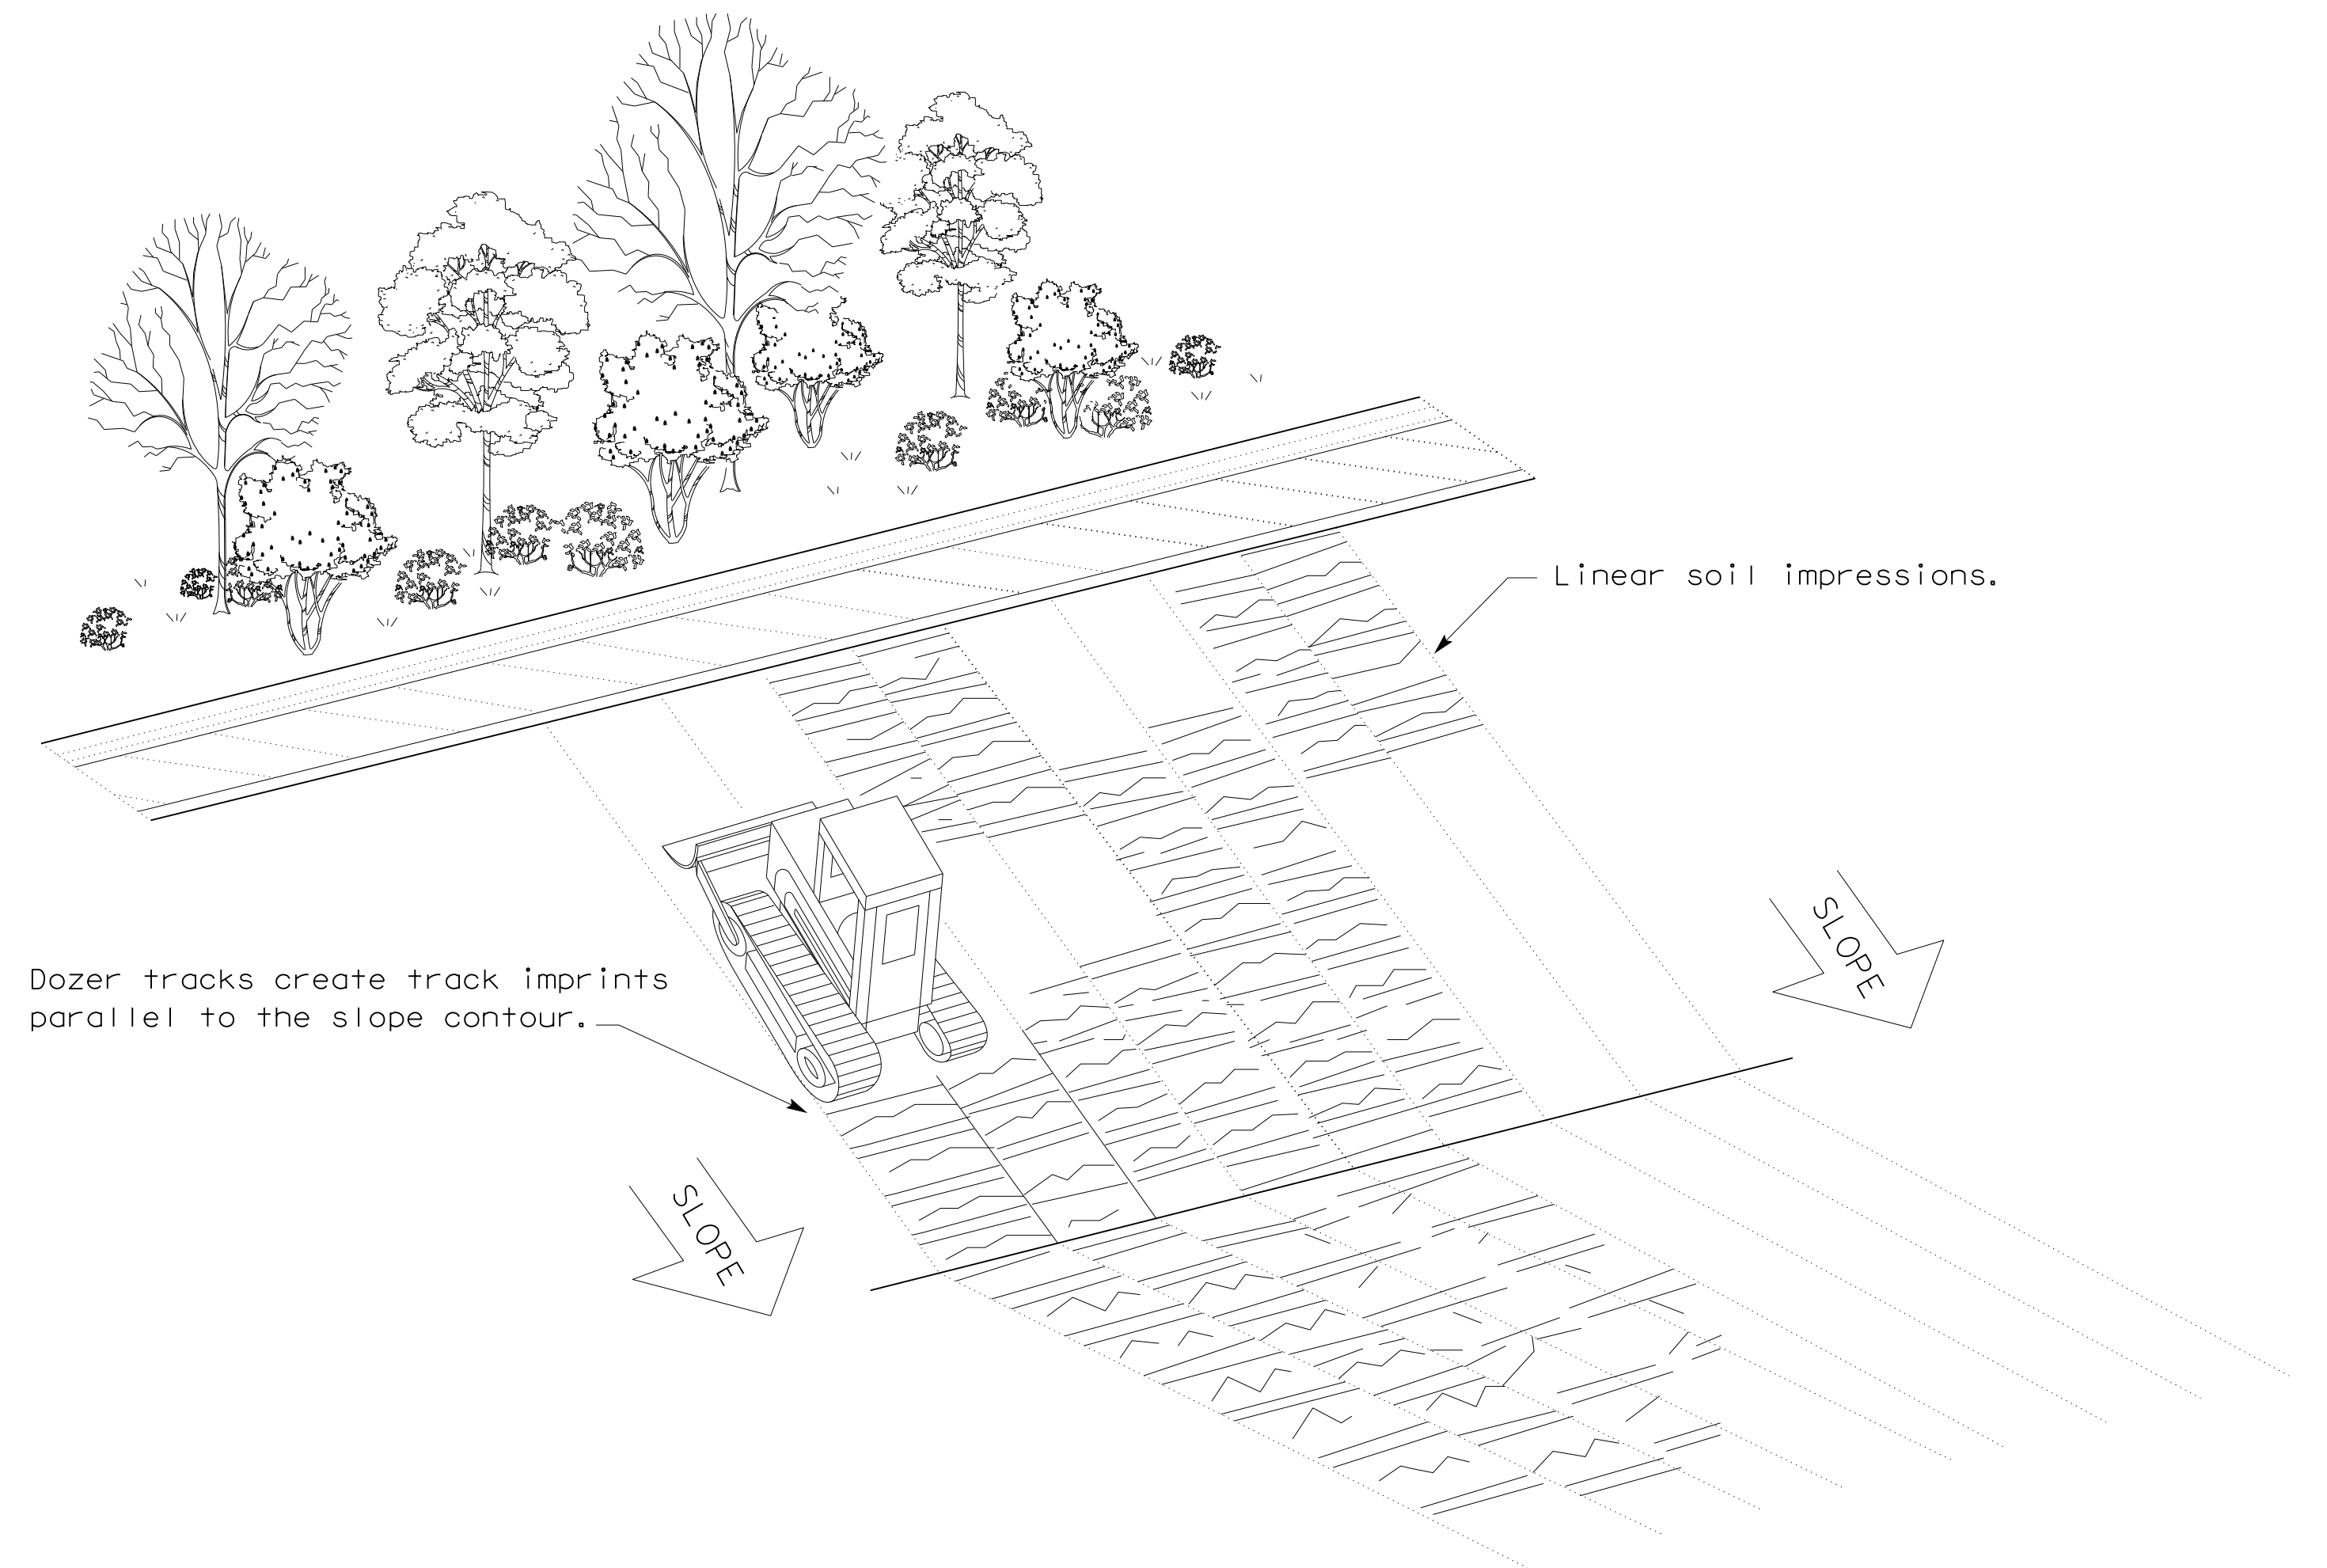 Linear soil impressions.
SLOPE
Dozer tracks create track imprints
parallel to the slope contour.
SLOPE